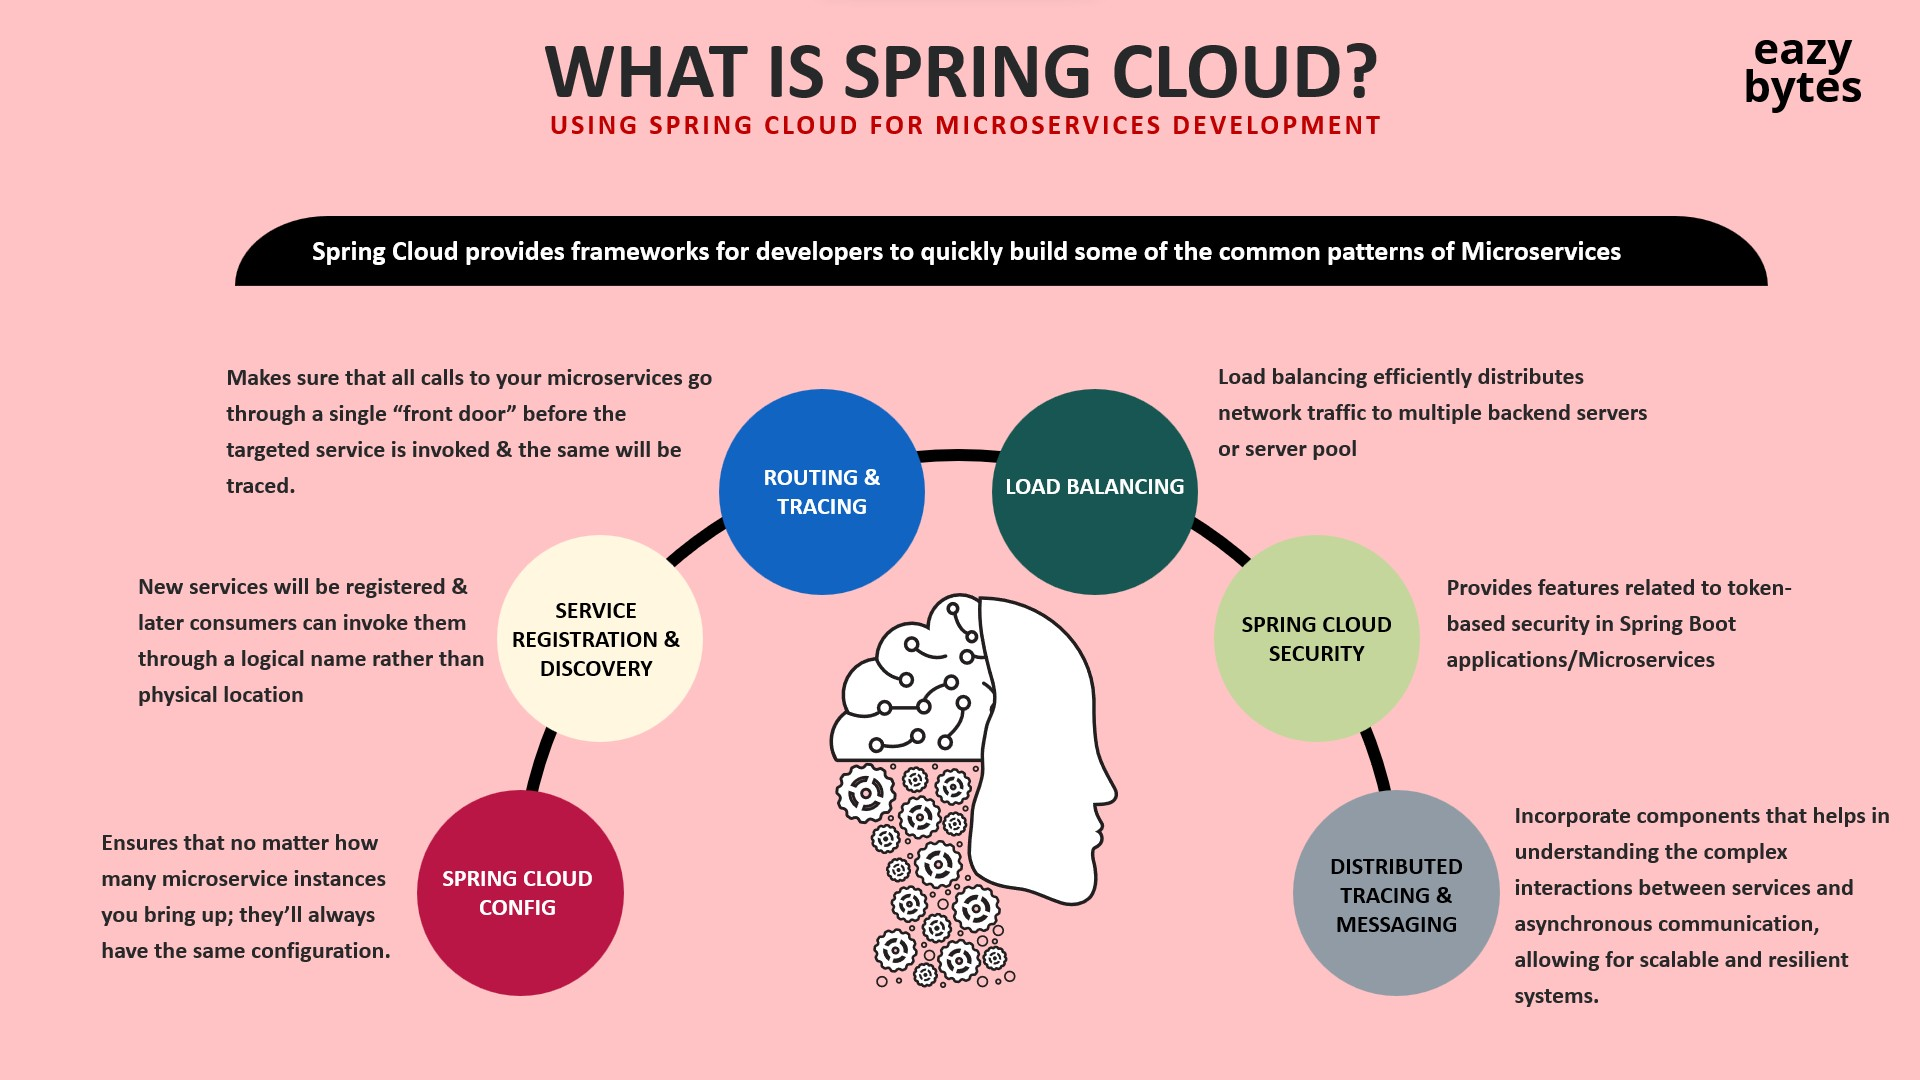 WHAT IS SPRING CLOUD?
USING SPRING CLOUD FOR MICROSERVICES DEVELOPMENT
eazy
bytes
Spring Cloud provides frameworks for developers to quickly build some of the common patterns of Microservices
Makes sure that all calls to your microservices go
through a single “front door” before the
targeted service is invoked & the same will be
traced.
ROUTING &
TRACING
LOAD BALANCING
Load balancing efficiently distributes
network traffic to multiple backend servers
or server pool
New services will be registered &
later consumers can invoke them
through a logical name rather than
physical location
SERVICE
REGISTRATION &
DISCOVERY
SPRING CLOUD
SECURITY
Provides features related to token-
based security in Spring Boot
applications/Microservices
Ensures that no matter how
many microservice instances
you bring up; they’ll always
have the same configuration.
SPRING CLOUD
CONFIG
DISTRIBUTED
TRACING &
MESSAGING
Incorporate components that helps in
understanding the complex
interactions between services and
asynchronous communication,
allowing for scalable and resilient
systems.